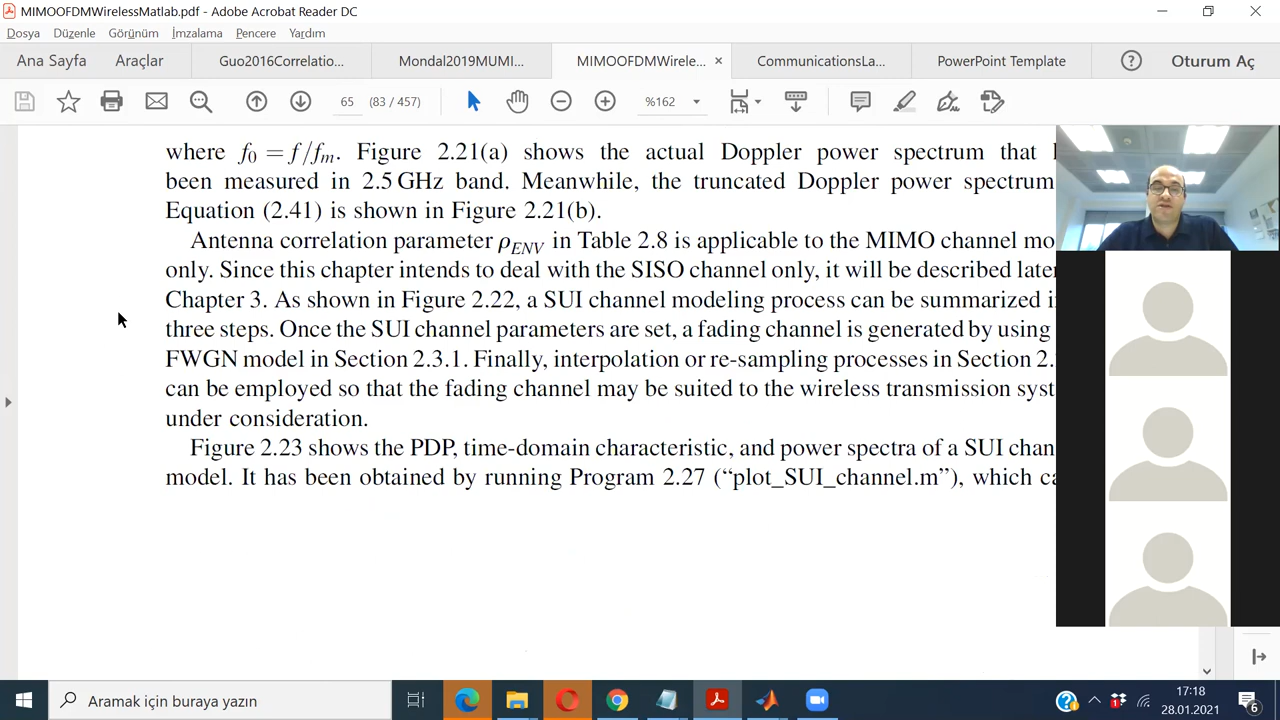 MIMOOFDMWirelessMatlab.pdf - Adobe Acrobat Reader DC
Dosya Düzenle Görünüm İmzalama Pencere Yardım
Ana Sayfa Araçlar Guo2016Correlatio... Mondal2019MUMI... MIMOOFDMWirele... × CommunicationsLa... PowerPoint Template ? Oturum Aç
65 (83 / 457) %162
where f0 = f/fm. Figure 2.21(a) shows the actual Doppler power spectrum that
been measured in 2.5 GHz band. Meanwhile, the truncated Doppler power spectrum
Equation (2.41) is shown in Figure 2.21(b).
Antenna correlation parameter ρENV in Table 2.8 is applicable to the MIMO channel mo
only. Since this chapter intends to deal with the SISO channel only, it will be described later
Chapter 3. As shown in Figure 2.22, a SUI channel modeling process can be summarized i
three steps. Once the SUI channel parameters are set, a fading channel is generated by using
FWGN model in Section 2.3.1. Finally, interpolation or re-sampling processes in Section 2.
can be employed so that the fading channel may be suited to the wireless transmission syst
under consideration.
Figure 2.23 shows the PDP, time-domain characteristic, and power spectra of a SUI chan
model. It has been obtained by running Program 2.27 (“plot_SUI_channel.m”), which ca
Aramak için buraya yazın
17:18
28.01.2021
6